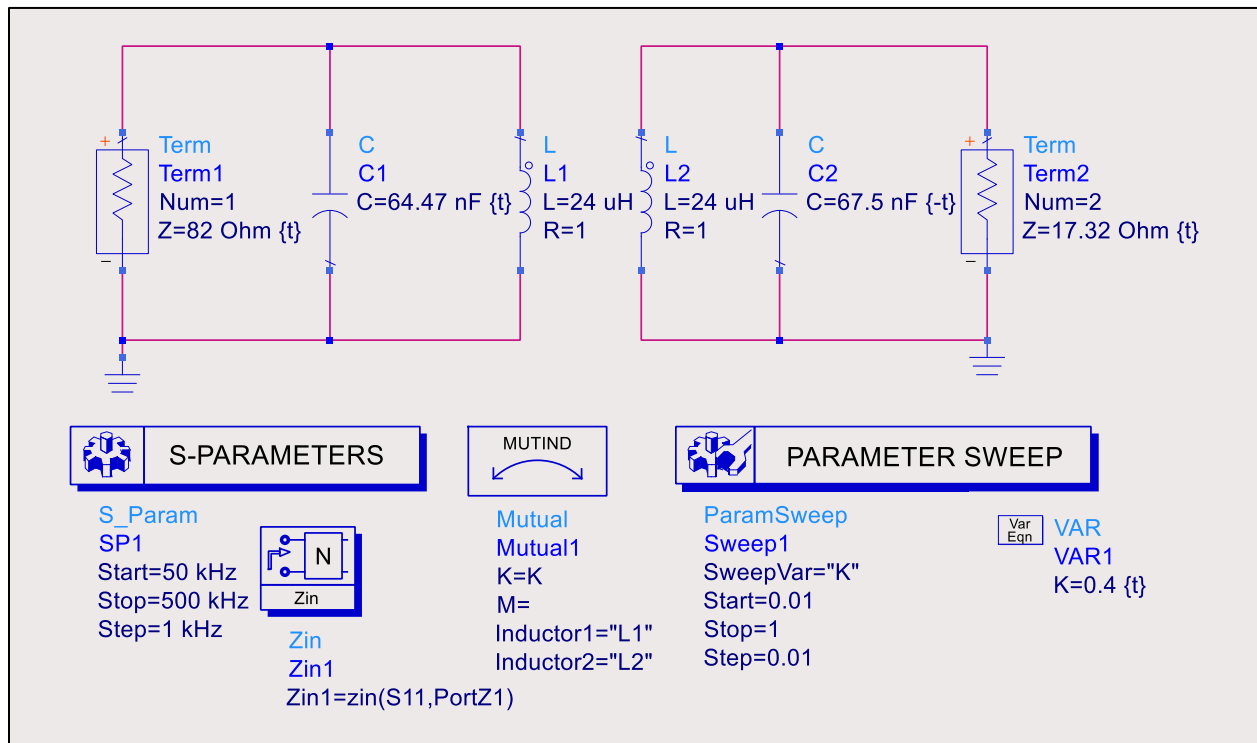 +
Term
Term1
Num=1
Z=82 Ohm {t}
−
C
C1
C=64.47 nF {t}
L
L1
L=24 uH
R=1
L
L2
L=24 uH
R=1
C
C2
C=67.5 nF {-t}
+
Term
Term2
Num=2
Z=17.32 Ohm {t}
−
S-PARAMETERS
S_Param
SP1
Start=50 kHz
Stop=500 kHz
Step=1 kHz
N
Zin
Zin
Zin1
Zin1=zin(S11,PortZ1)
MUTIND
Mutual
Mutual1
K=K
M=
Inductor1="L1"
Inductor2="L2"
PARAMETER SWEEP
ParamSweep
Sweep1
SweepVar="K"
Start=0.01
Stop=1
Step=0.01
Var
Eqn
VAR
VAR1
K=0.4 {t}